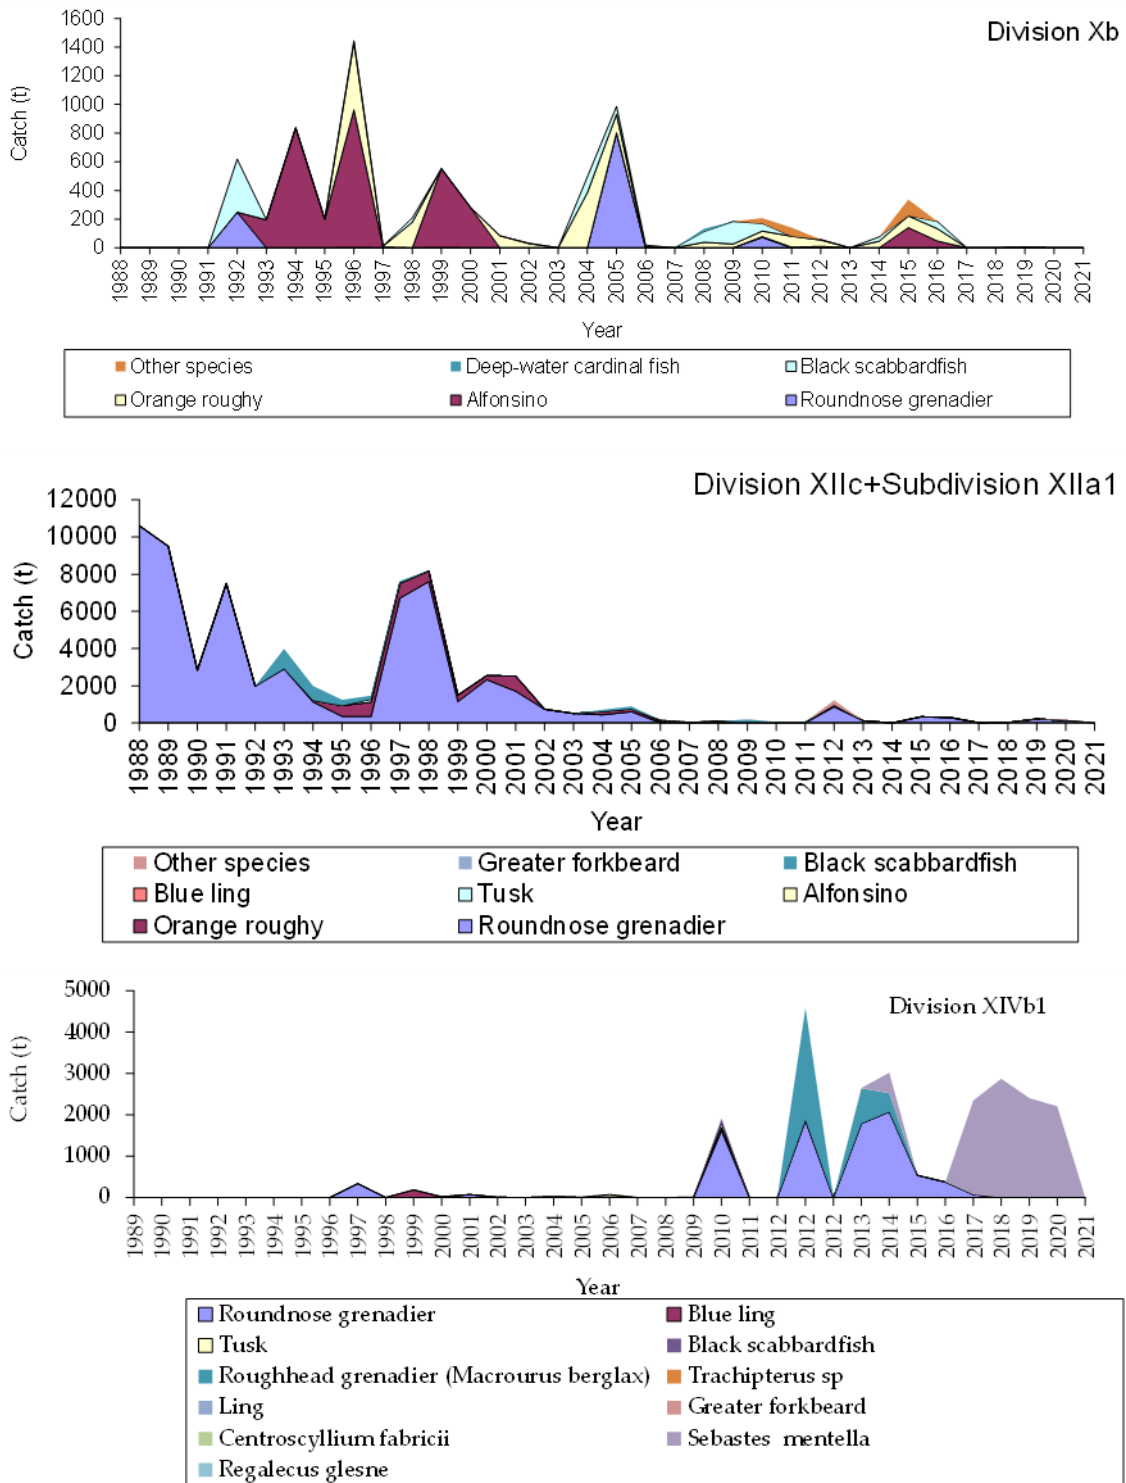 Division Xb
Catch (t)
1600
1400
1200
1000
800
600
400
200
0
1988 1989 1990 1991 1992 1993 1994 1995 1996 1997 1998 1999 2000 2001 2002 2003 2004 2005 2006 2007 2008 2009 2010 2011 2012 2013 2014 2015 2016 2017 2018 2019 2020 2021
Year
Other species Deep-water cardinal fish Black scabbardfish
Orange roughy Alfonsino Roundnose grenadier
Division XIIc+Subdivision XIIa1
Catch (t)
12000
10000
8000
6000
4000
2000
0
1988 1989 1990 1991 1992 1993 1994 1995 1996 1997 1998 1999 2000 2001 2002 2003 2004 2005 2006 2007 2008 2009 2010 2011 2012 2013 2014 2015 2016 2017 2018 2019 2020 2021
Year
Other species Greater forkbeard Black scabbardfish
Blue ling Tusk Alfonsino
Orange roughy Roundnose grenadier
Division XIVb1
Catch (t)
5000
4000
3000
2000
1000
0
1989 1990 1991 1992 1993 1994 1995 1996 1997 1998 1999 2000 2001 2002 2003 2004 2005 2006 2007 2008 2009 2010 2011 2012 2012 2012 2013 2014 2015 2016 2017 2018 2019 2020 2021
Year
Roundnose grenadier Blue ling
Tusk Black scabbardfish
Roughhead grenadier (Macrourus berglax) Trachipterus sp
Ling Greater forkbeard
Centroscyllium fabricii Sebastes mentella
Regalecus glesne